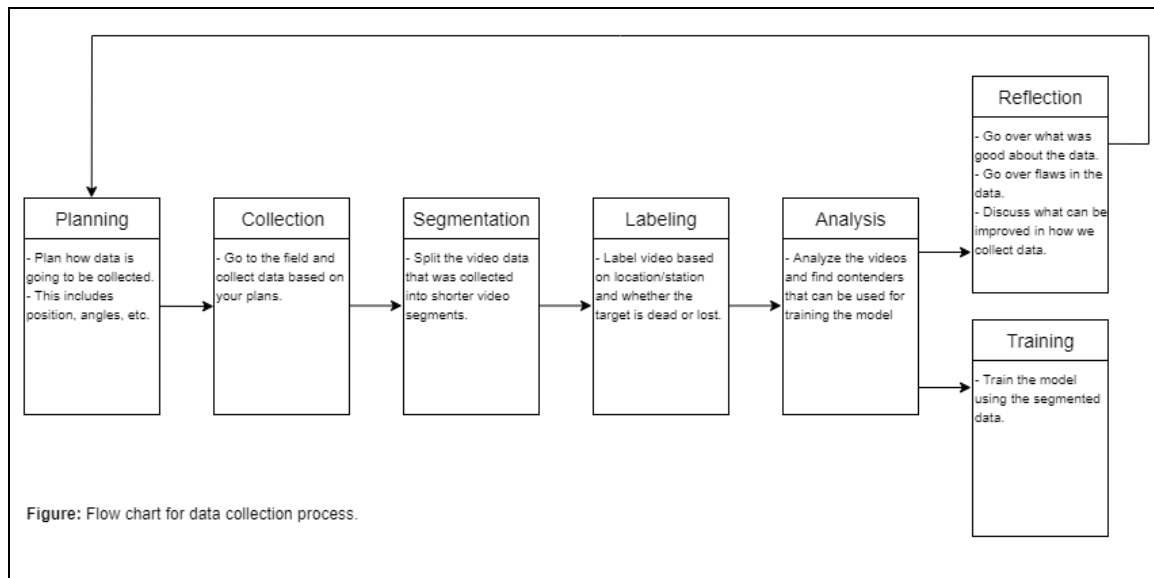 Reflection
- Go over what was
good about the data.
- Go over flaws in the
data.
- Discuss what can be
improved in how we
collect data.
Planning
- Plan how data is
going to be collected.
- This includes
position, angles, etc.
Collection
- Go to the field and
collect data based on
your plans.
Segmentation
- Split the video data
that was collected
into shorter video
segments.
Labeling
- Label video based
on location/station
and whether the
target is dead or lost.
Analysis
- Analyze the videos
and find contenders
that can be used for
training the model
Training
- Train the model
using the segmented
data.
Figure: Flow chart for data collection process.